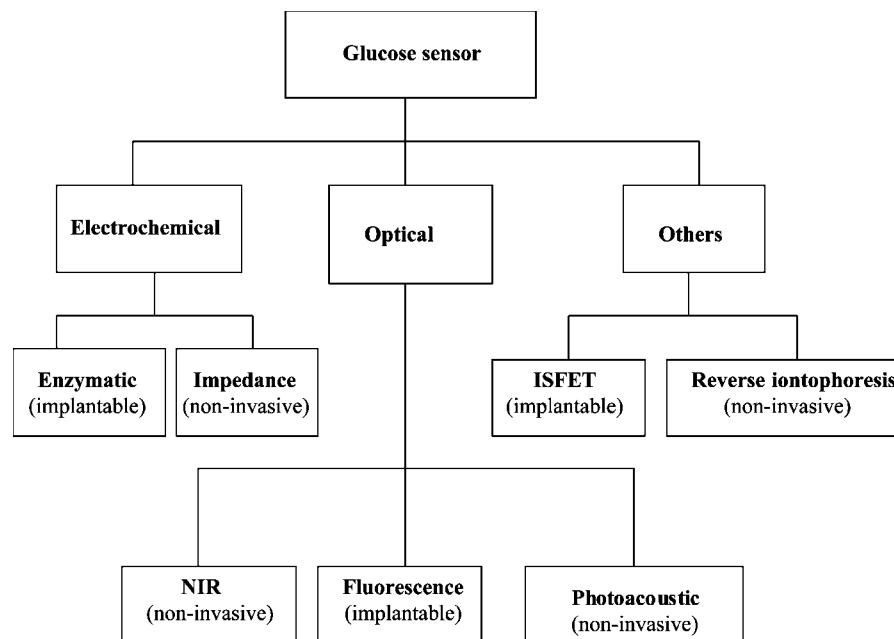 Glucose sensor
Electrochemical
Optical
Others
Enzymatic
(implantable)
Impedance
(non-invasive)
ISFET
(implantable)
Reverse iontophoresis
(non-invasive)
NIR
(non-invasive)
Fluorescence
(implantable)
Photoacoustic
(non-invasive)